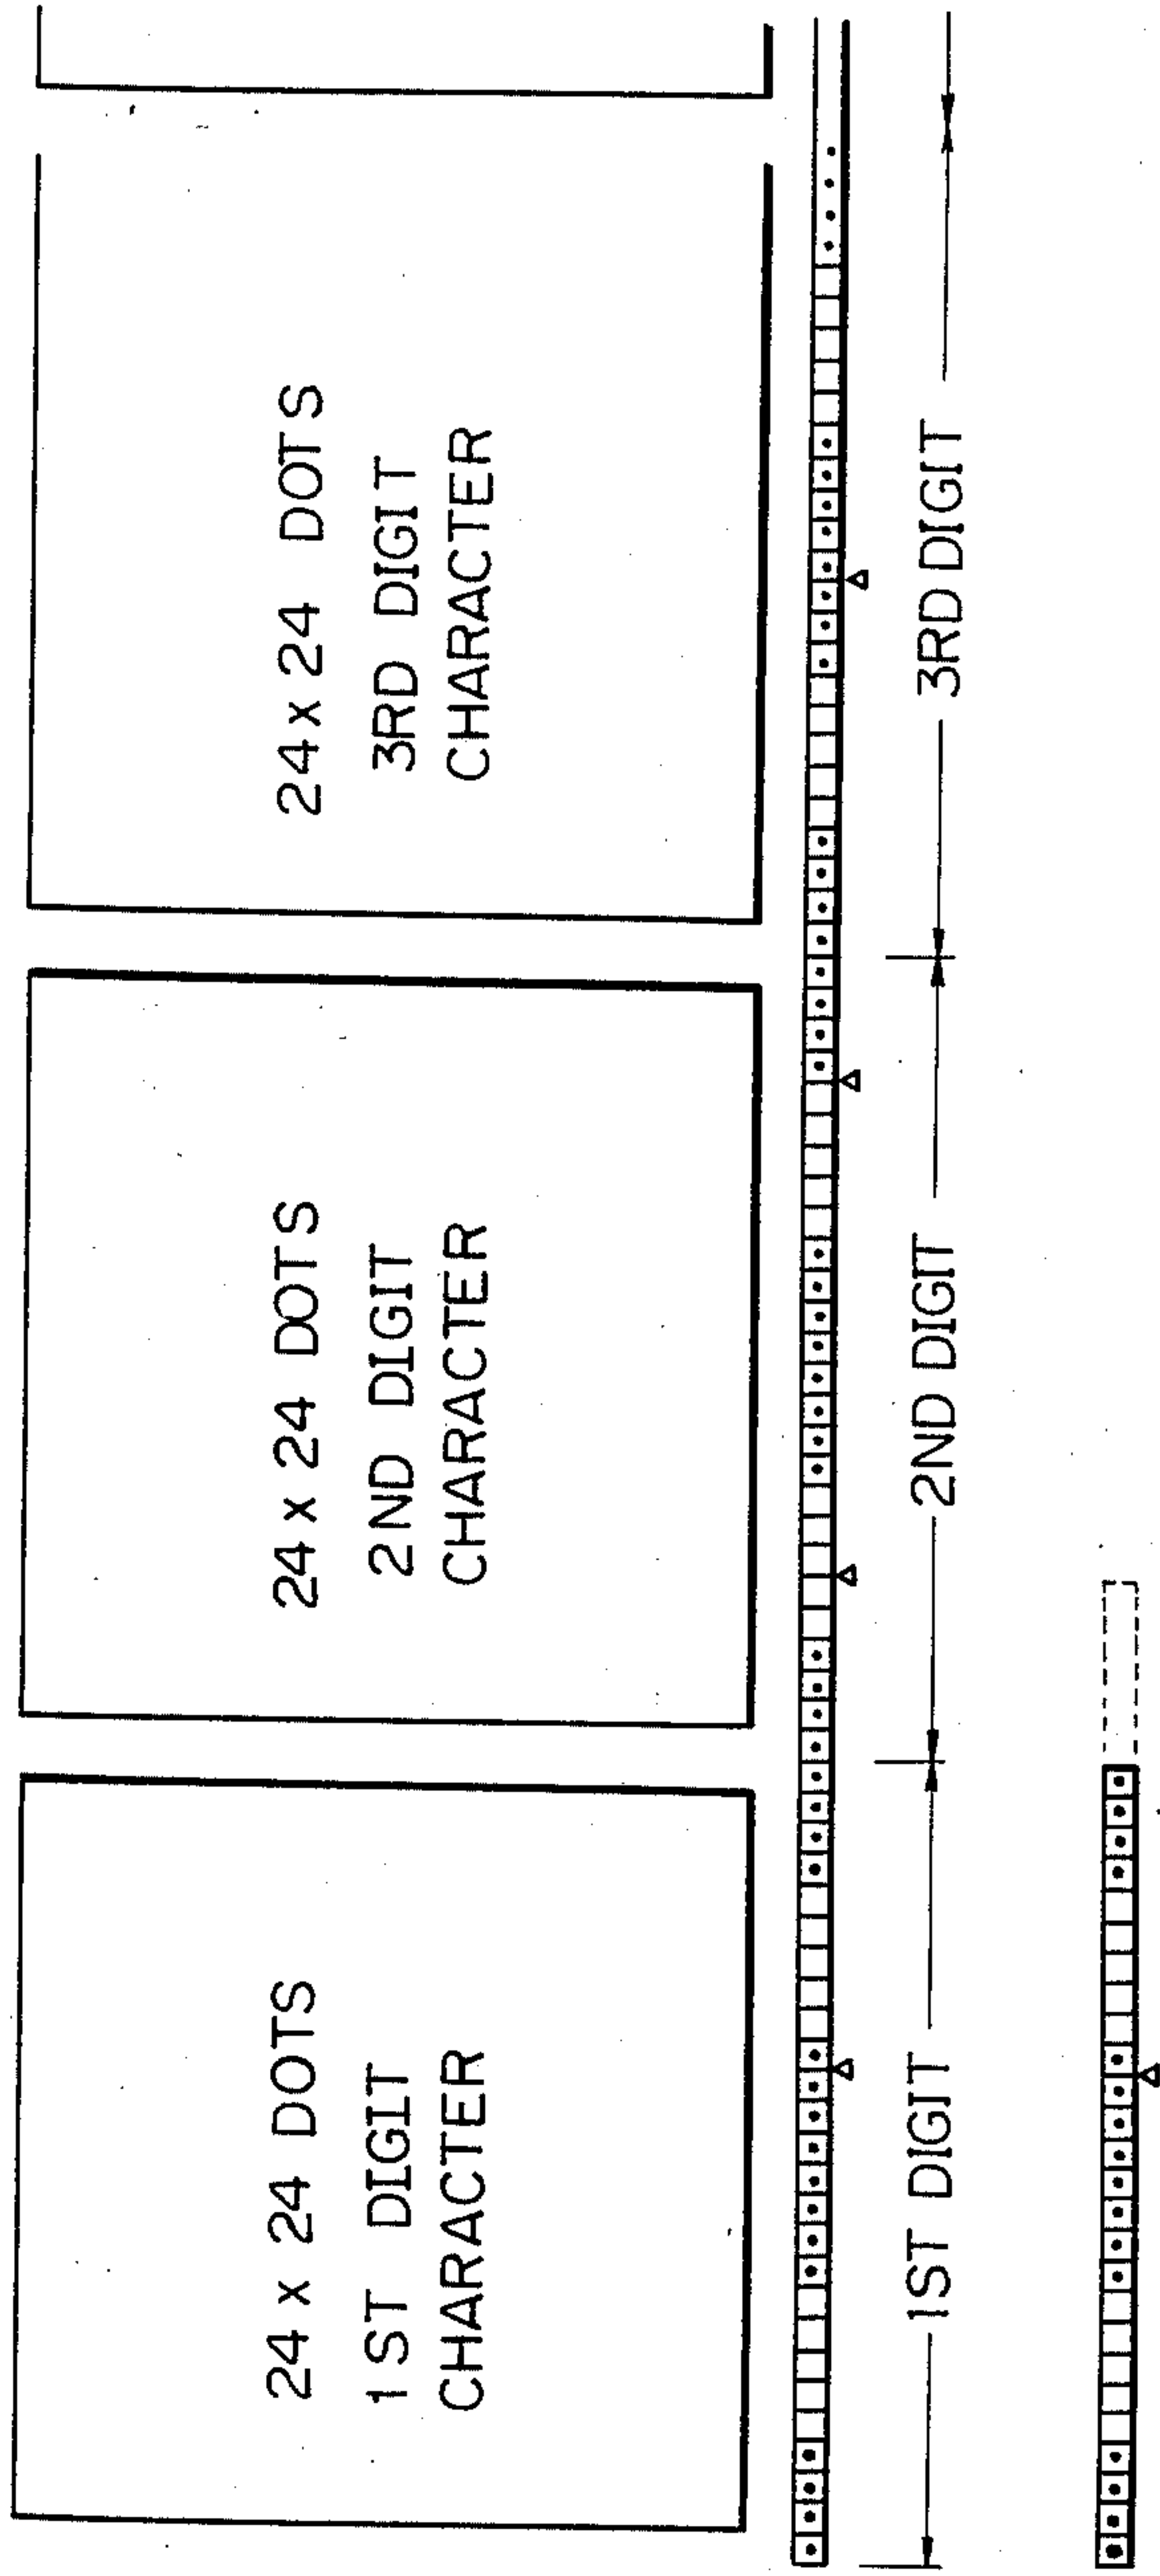 24 x 24 DOTS
1ST DIGIT
CHARACTER
24 x 24 DOTS
2ND DIGIT
CHARACTER
24 x 24 DOTS
3RD DIGIT
CHARACTER
1ST DIGIT
2ND DIGIT
3RD DIGIT